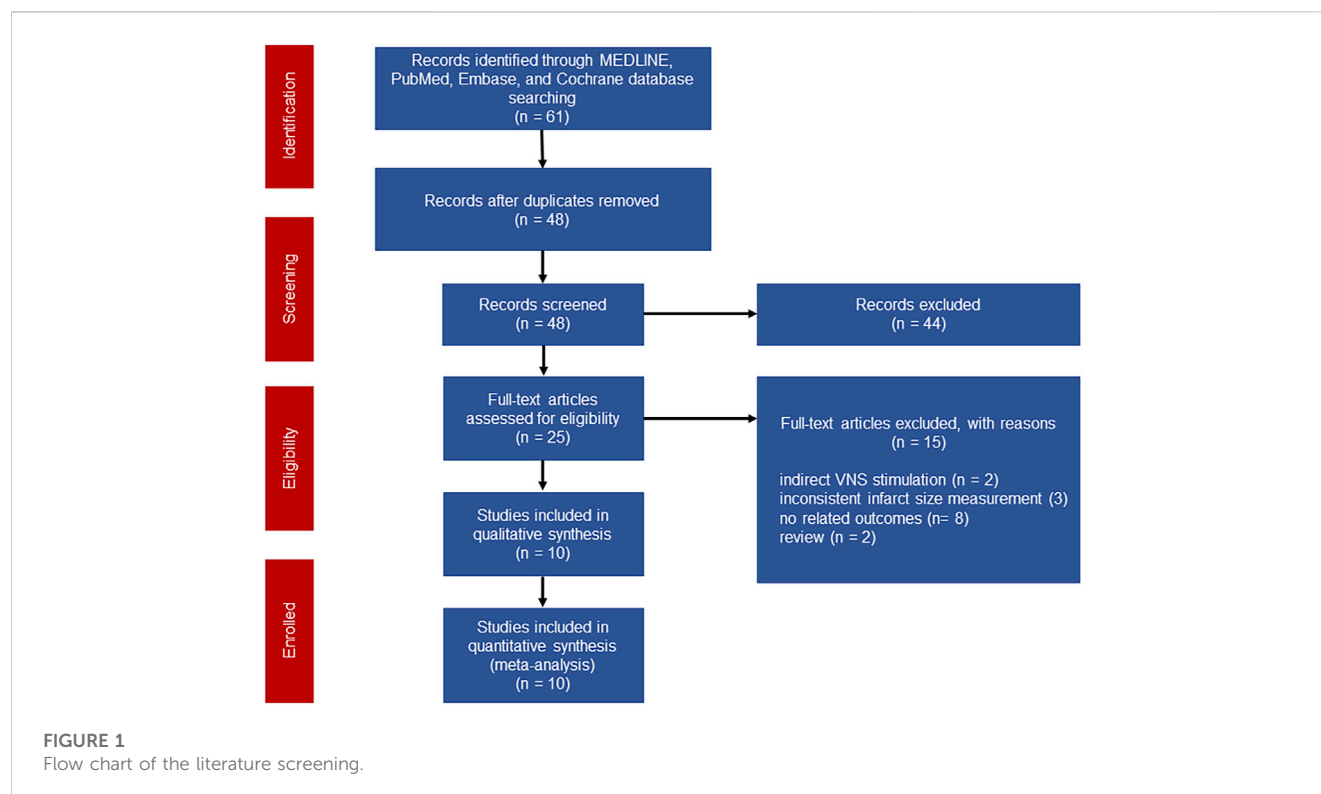 Identification
Records identified through MEDLINE,
PubMed, Embase, and Cochrane database
searching
(n = 61)
Records after duplicates removed
(n = 48)
Screening
Records screened
(n = 48)
Records excluded
(n = 44)
Eligibility
Full-text articles
assessed for eligibility
(n = 25)
Full-text articles excluded, with reasons
(n = 15)
indirect VNS stimulation (n = 2)
inconsistent infarct size measurement (3)
no related outcomes (n= 8)
review (n = 2)
Studies included in
qualitative synthesis
(n = 10)
Enrolled
Studies included in
quantitative synthesis
(meta-analysis)
(n = 10)
FIGURE 1
Flow chart of the literature screening.